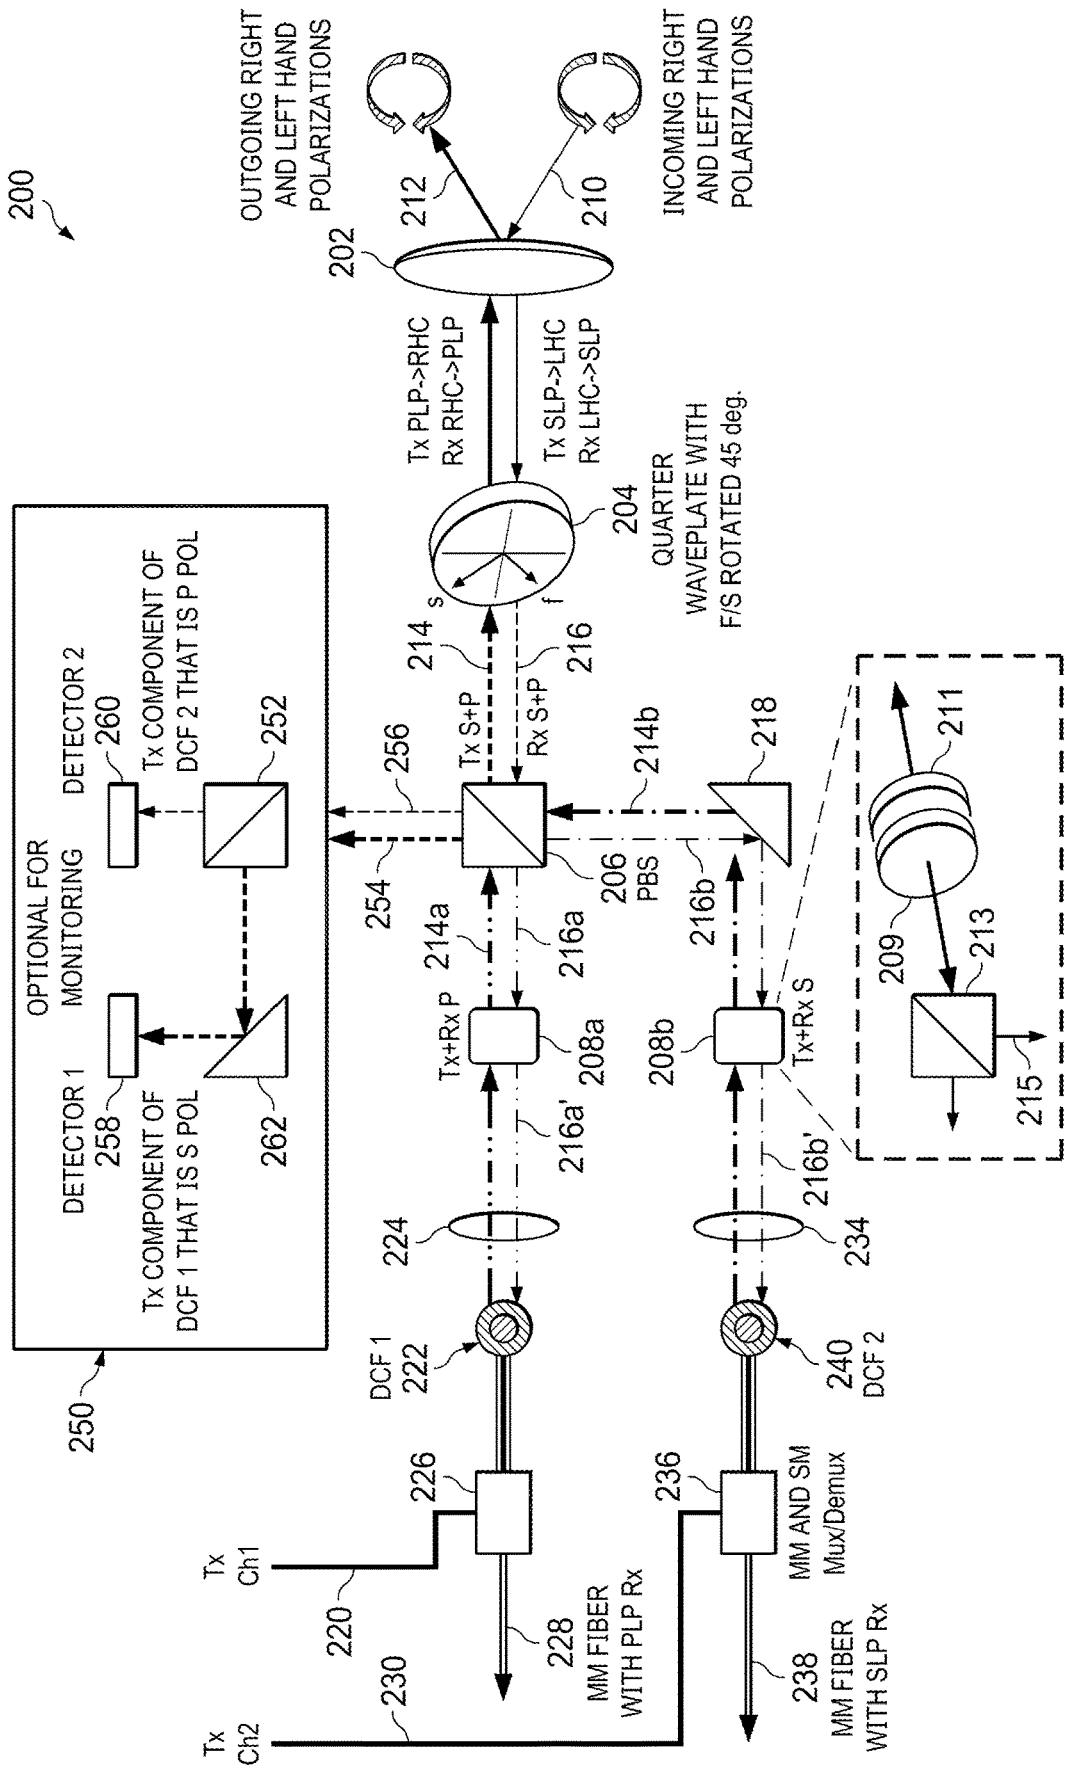 200
OUTGOING RIGHT
AND LEFT HAND
POLARIZATIONS
212
210
INCOMING RIGHT
AND LEFT HAND
POLARIZATIONS
202
Tx PLP->RHC
Rx RHC->PLP
Tx SLP->LHC
Rx LHC->SLP
204
QUARTER
WAVEPLATE WITH
F/S ROTATED 45 deg.
s
f
214
216
Tx S+P
Rx S+P
OPTIONAL FOR
MONITORING
DETECTOR 2
260
Tx COMPONENT OF
DCF 2 THAT IS P POL
252
DETECTOR 1
258
Tx COMPONENT OF
DCF 1 THAT IS S POL
262
250
256
254
206
PBS
214b
218
216b
214a
216a
Tx+Rx P
208a
216a'
208b
Tx+Rx S
216b'
211
209
213
215
224
234
DCF 1
222
240
DCF 2
226
236
MM AND SM
Mux/Demux
Tx
Ch1
220
228
MM FIBER
WITH PLP Rx
Tx
Ch2
230
238
MM FIBER
WITH SLP Rx